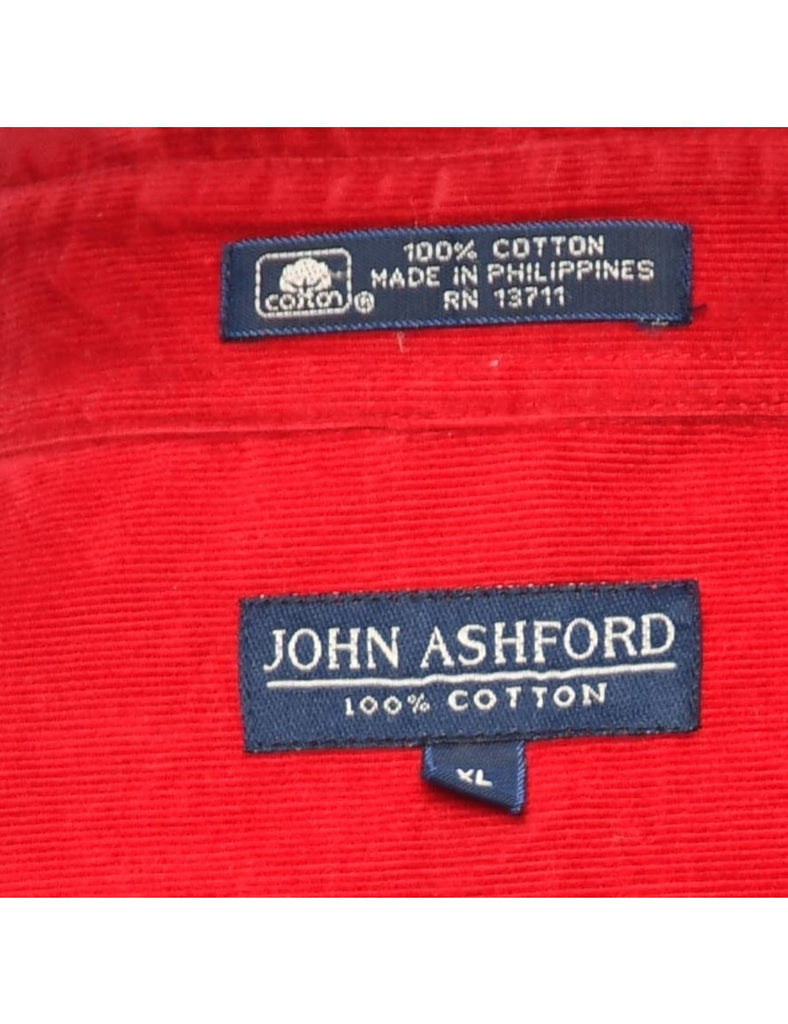 cotton®
100% COTTON
MADE IN PHILIPPINES
RN 13711
JOHN ASHFORD
100% COTTON
XL